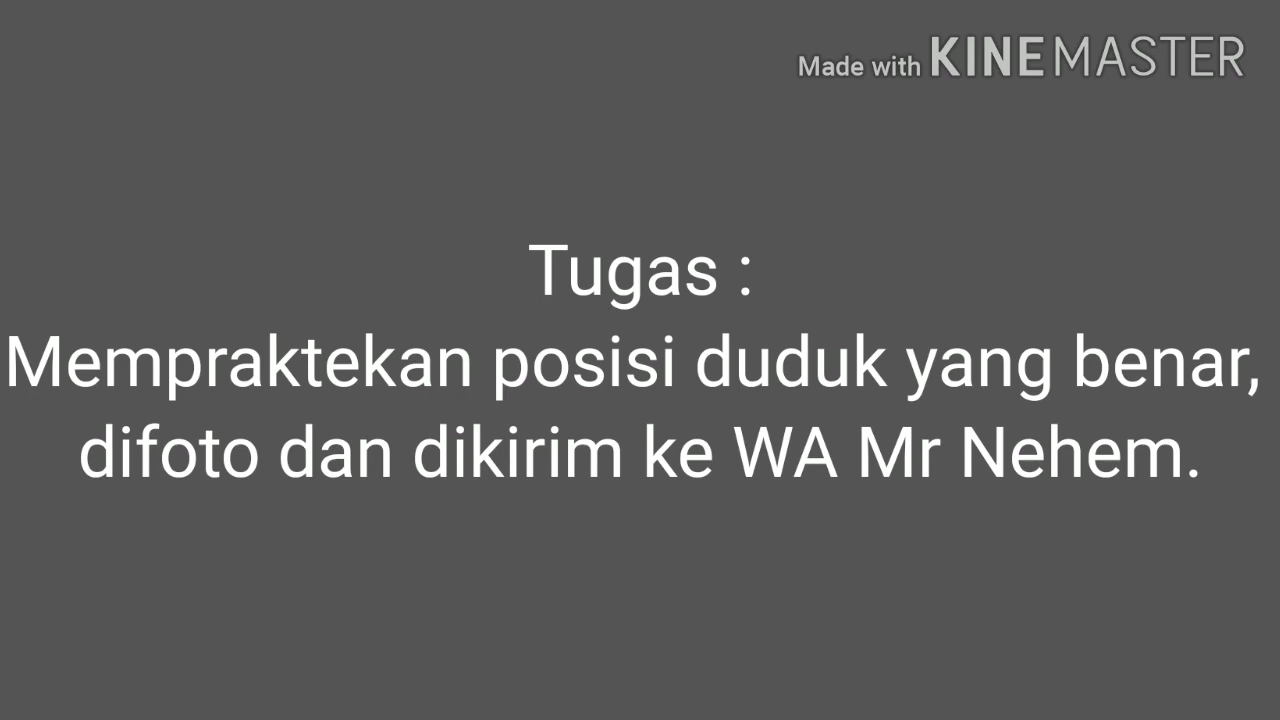 Made with KINEMASTER
Tugas :
Mempraktekan posisi duduk yang benar,
difoto dan dikirim ke WA Mr Nehem.